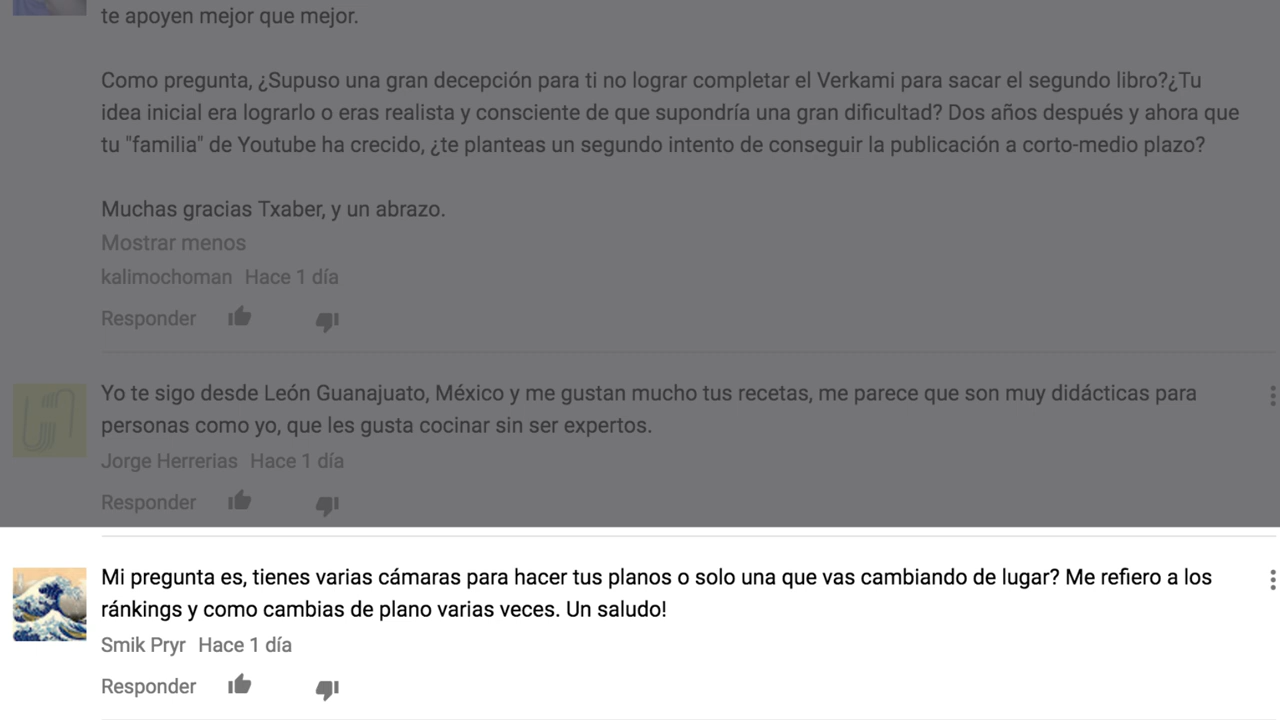 te apoyen mejor que mejor.
Como pregunta, ¿Supuso una gran decepción para ti no lograr completar el Verkami para sacar el segundo libro?¿Tu
idea inicial era lograrlo o eras realista y consciente de que supondría una gran dificultad? Dos años después y ahora que
tu "familia" de Youtube ha crecido, ¿te planteas un segundo intento de conseguir la publicación a corto-medio plazo?
Muchas gracias Txaber, y un abrazo.
Mostrar menos
kalimochoman Hace 1 día
Responder
Yo te sigo desde León Guanajuato, México y me gustan mucho tus recetas, me parece que son muy didácticas para
personas como yo, que les gusta cocinar sin ser expertos.
Jorge Herrerias Hace 1 día
Responder
Mi pregunta es, tienes varias cámaras para hacer tus planos o solo una que vas cambiando de lugar? Me refiero a los
ránkings y como cambias de plano varias veces. Un saludo!
Smik Pryr Hace 1 día
Responder